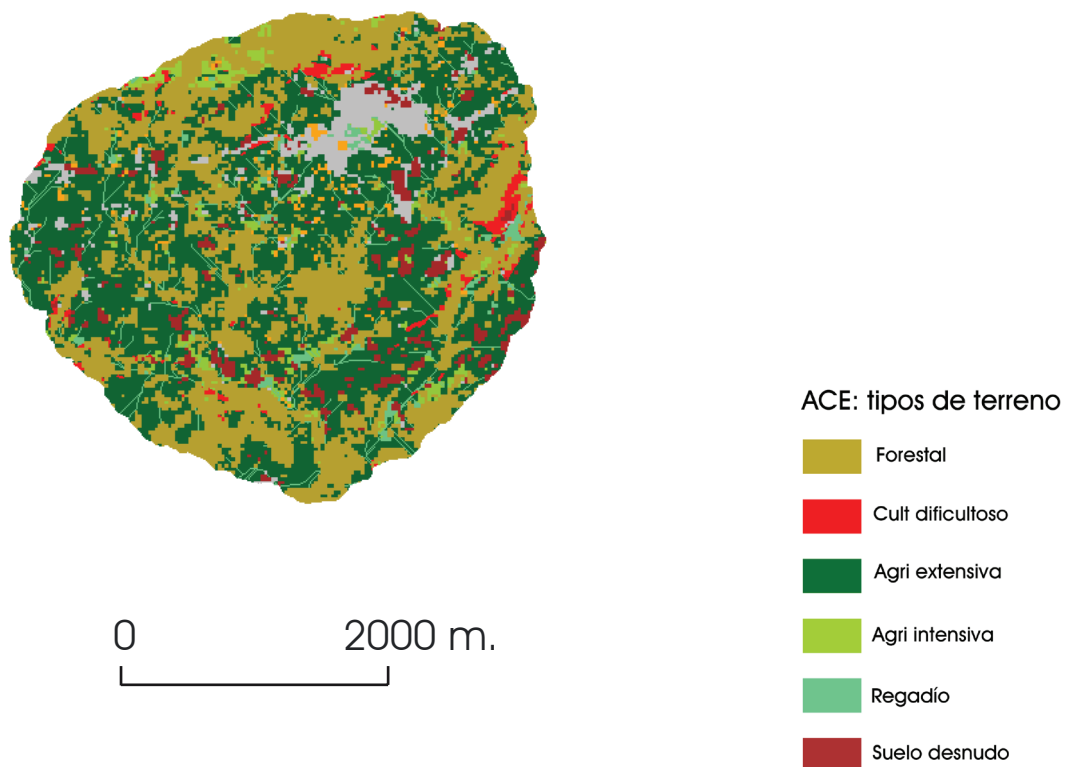 ACE: tipos de terreno
Forestal
Cult dificultoso
Agri extensiva
Agri intensiva
Regadío
Suelo desnudo
0 2000 m.